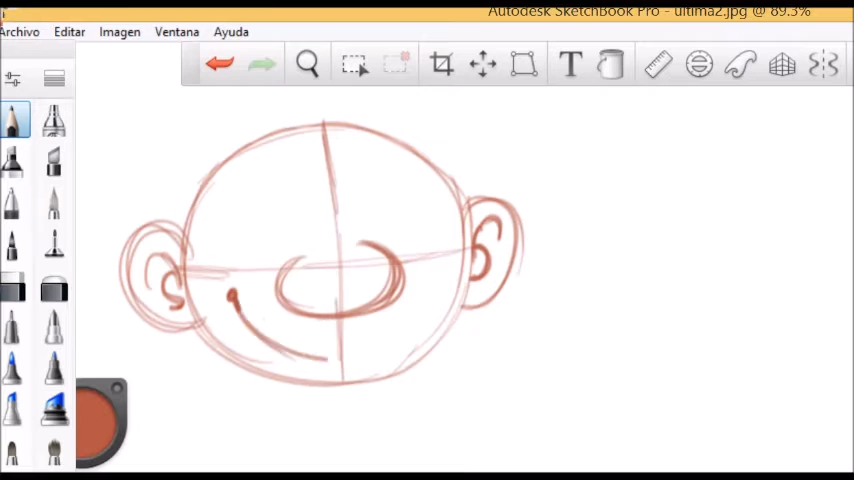 Autodesk SketchBook Pro - ultima2.jpg @ 89.3%
Archivo Editar Imagen Ventana Ayuda
T